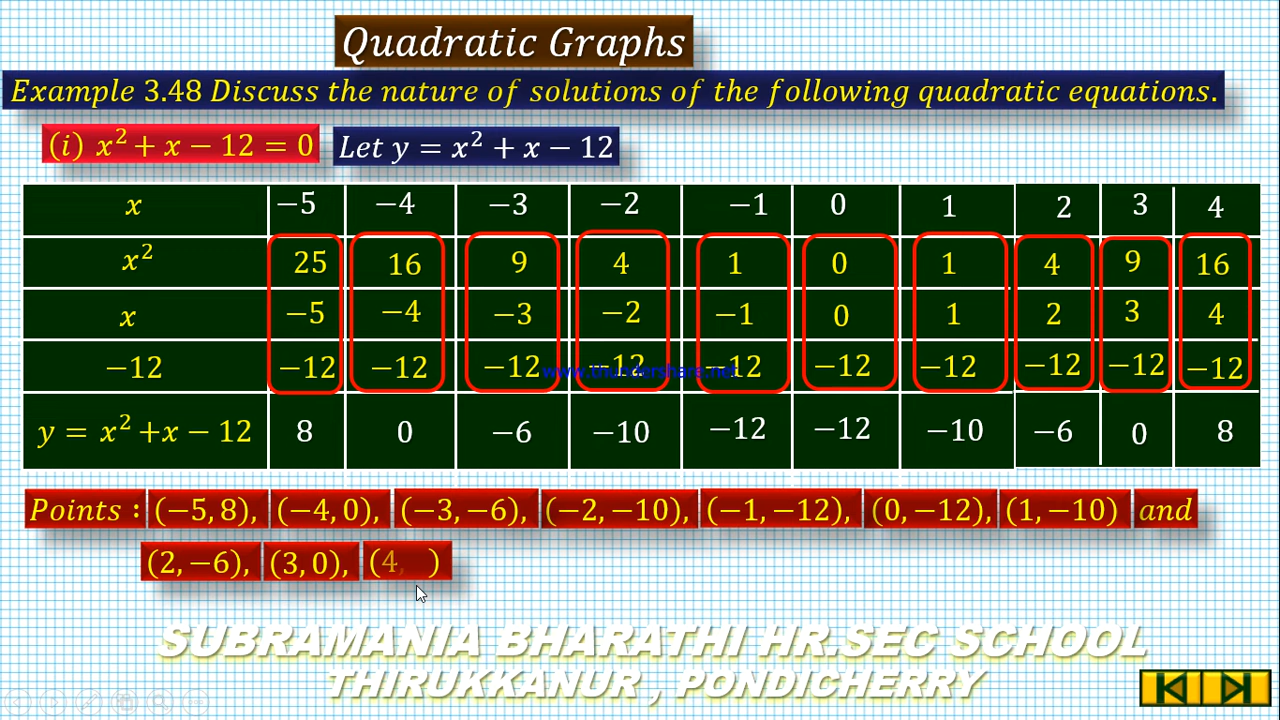 Quadratic Graphs
Example 3.48 Discuss the nature of solutions of the following quadratic equations.
(i) x² + x − 12 = 0 Let y = x² + x − 12
x −5 −4 −3 −2 −1 0 1 2 3 4
x² 25 16 9 4 1 0 1 4 9 16
x −5 −4 −3 −2 −1 0 1 2 3 4
−12 −12 −12 −12 −12 −12 −12 −12 −12 −12 −12
www.thundershare.net
y = x² +x − 12 8 0 −6 −10 −12 −12 −10 −6 0 8
Points : (−5, 8), (−4, 0), (−3, −6), (−2, −10), (−1, −12), (0, −12), (1, −10) and
(2, −6), (3, 0), (4, )
SUBRAMANIA BHARATHI HR.SEC SCHOOL
THIRUKKANUR , PONDICHERRY